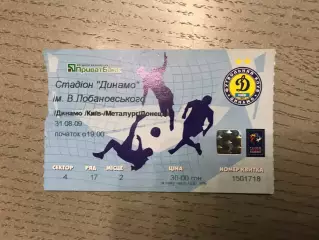 ПриватБанк
Стадіон "Динамо"
ім. В.Лобановського
/Динамо /Київ-/Металург/Донецьк
31.08.09
початок о19:00
СЕКТОР РЯД МІСЦЕ ЦІНА НОМЕР КВИТКА
4 17 2 30-00 грн 1501718